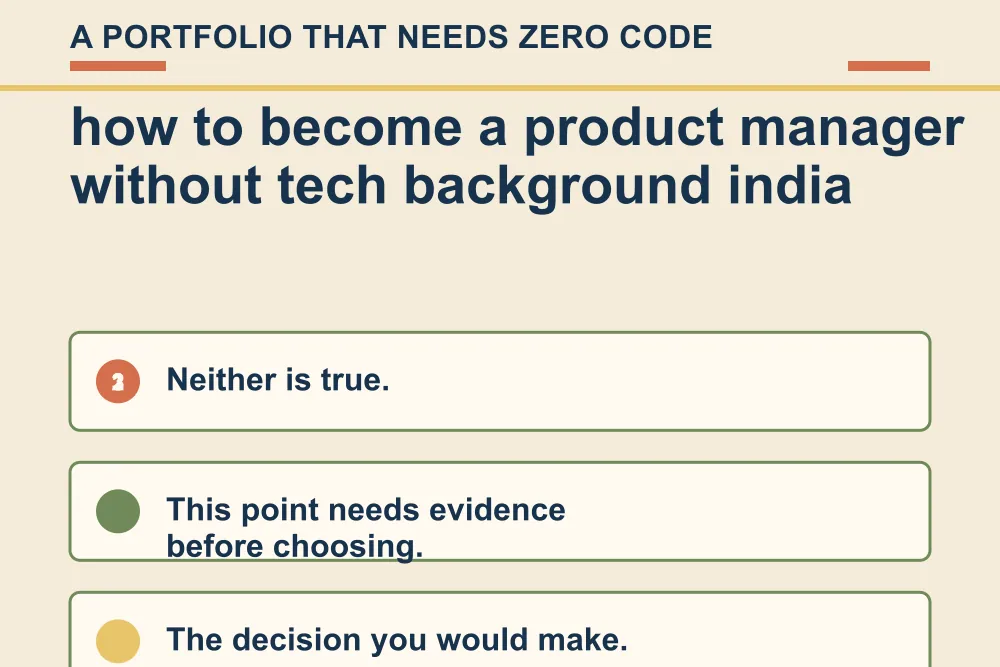 A PORTFOLIO THAT NEEDS ZERO CODE
how to become a product manager
without tech background india
Neither is true.
This point needs evidence
before choosing.
The decision you would make.